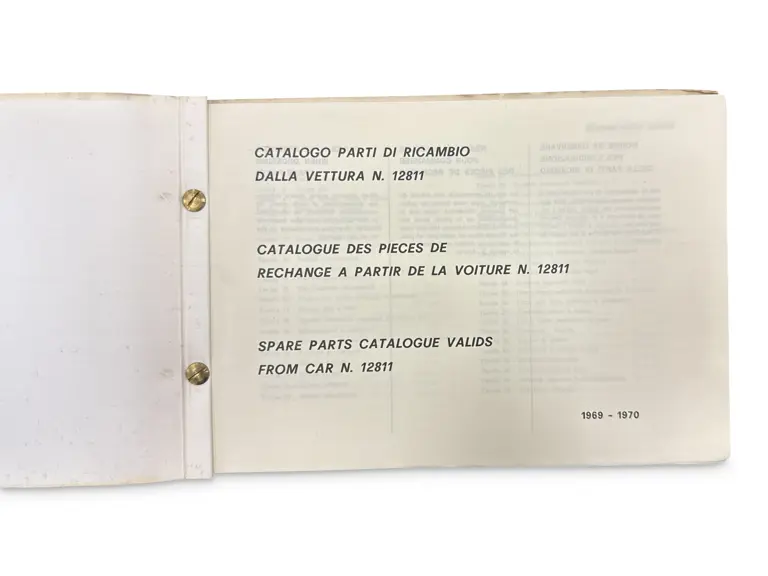 CATALOGO PARTI DI RICAMBIO
DALLA VETTURA N. 12811
CATALOGUE DES PIECES DE
RECHANGE A PARTIR DE LA VOITURE N. 12811
SPARE PARTS CATALOGUE VALIDS
FROM CAR N. 12811
1969 - 1970